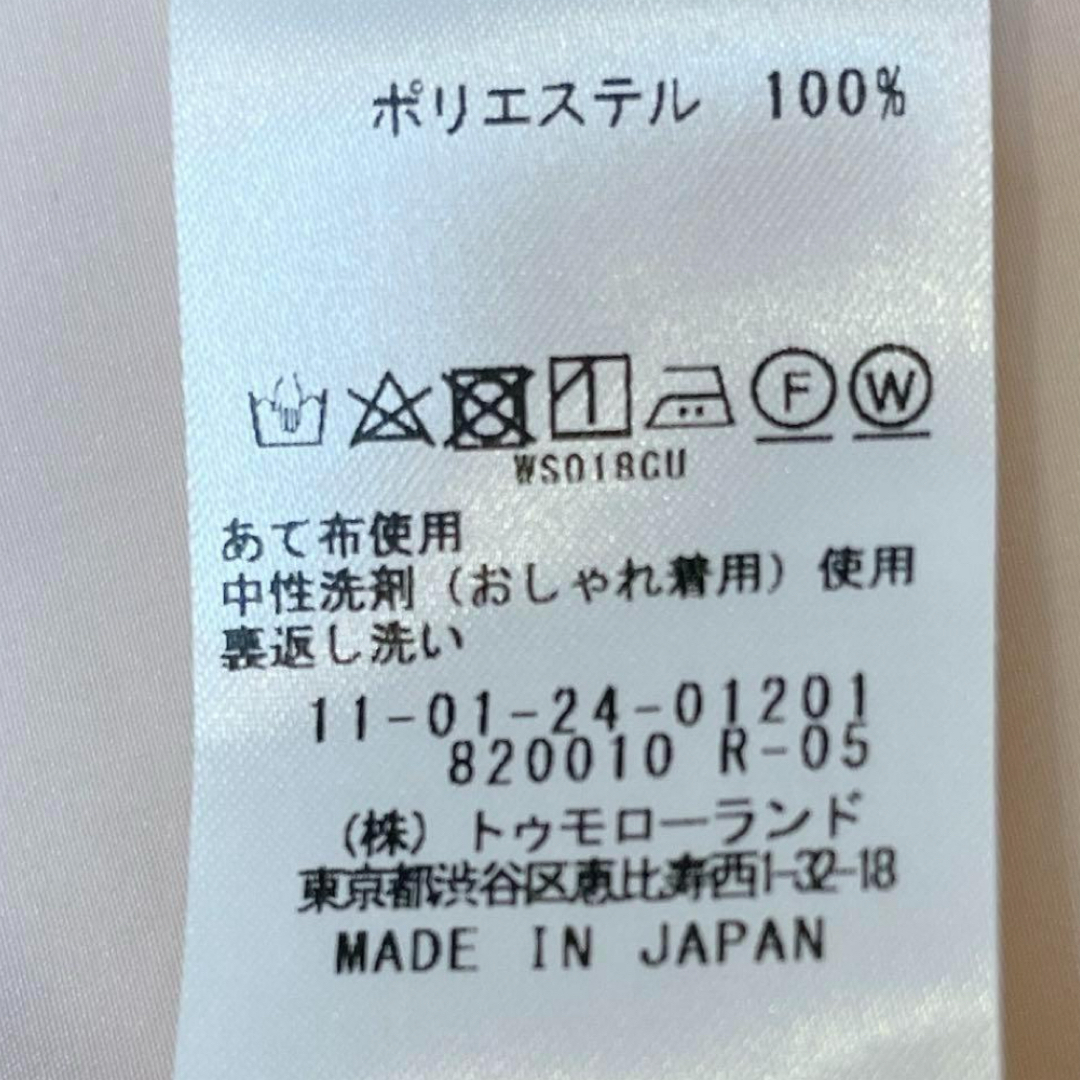 ポリエステル 100%
F W
WS018CU
あて布使用
中性洗剤（おしゃれ着用）使用
裏返し洗い
11-01-24-01201
820010 R-05
(株) トゥモローランド
東京都渋谷区恵比寿西1-32-18
MADE IN JAPAN